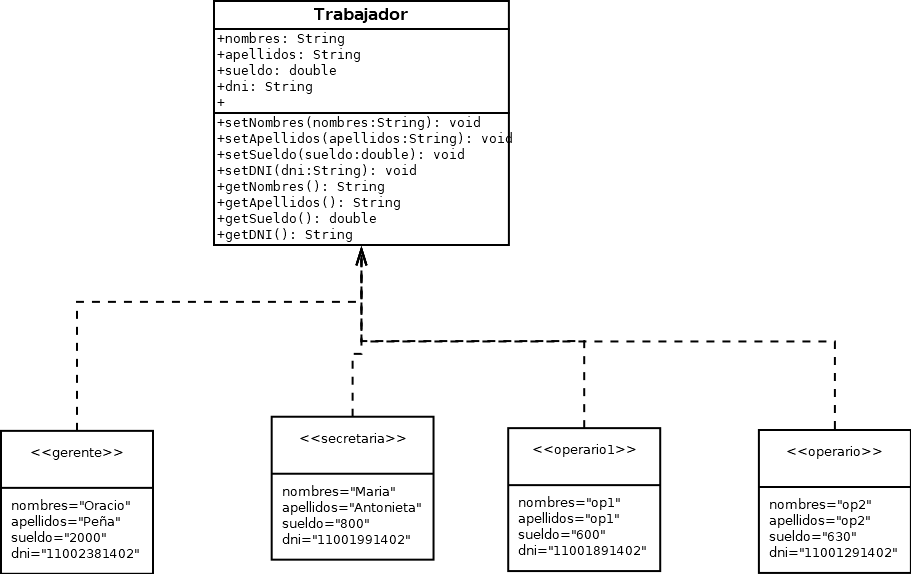 Trabajador
+nombres: String
+apellidos: String
+sueldo: double
+dni: String
+
+setNombres(nombres:String): void
+setApellidos(apellidos:String): void
+setSueldo(sueldo:double): void
+setDNI(dni:String): void
+getNombres(): String
+getApellidos(): String
+getSueldo(): double
+getDNI(): String
<<gerente>>
nombres="Oracio"
apellidos="Peña"
sueldo="2000"
dni="11002381402"
<<secretaria>>
nombres="Maria"
apellidos="Antonieta"
sueldo="800"
dni="11001991402"
<<operario1>>
nombres="op1"
apellidos="op1"
sueldo="600"
dni="11001891402"
<<operario>>
nombres="op2"
apellidos="op2"
sueldo="630"
dni="11001291402"